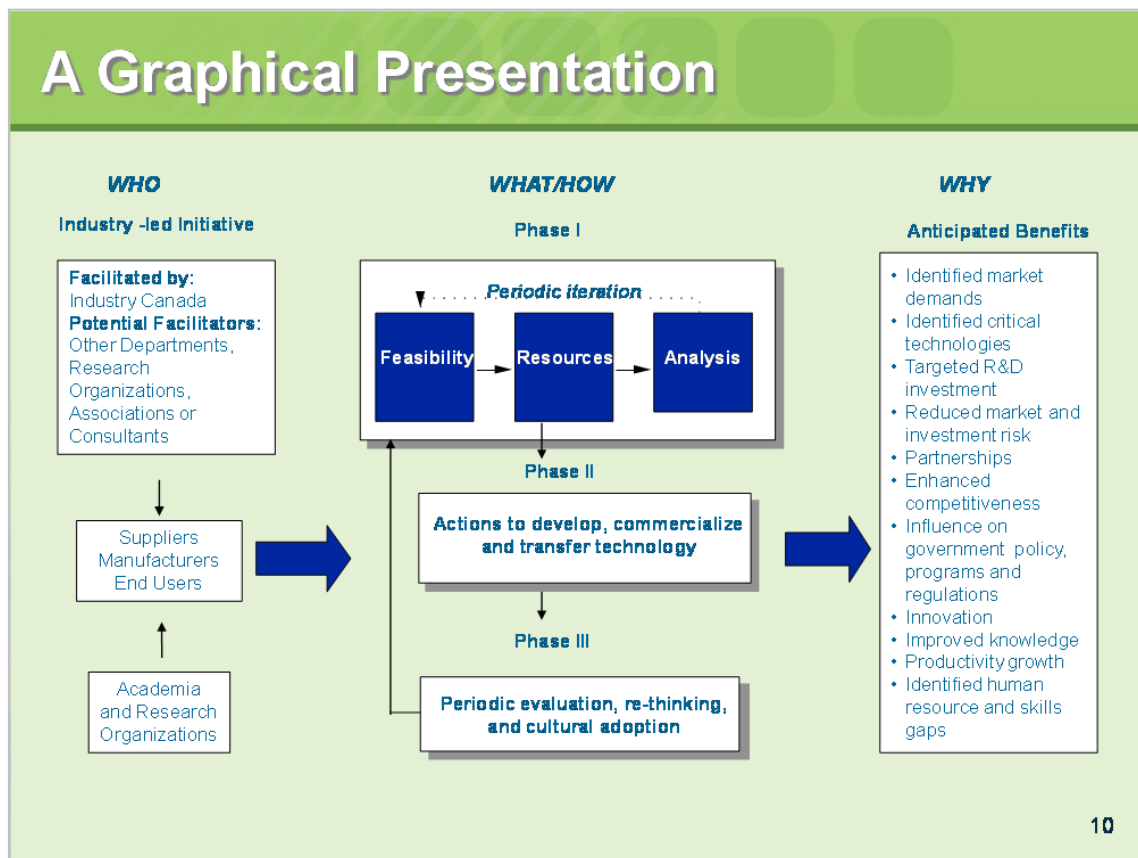 A Graphical Presentation
WHO
Industry -led Initiative
Facilitated by:
Industry Canada
Potential Facilitators:
Other Departments,
Research
Organizations,
Associations or
Consultants
Suppliers
Manufacturers
End Users
Academia
and Research
Organizations
WHAT/HOW
Phase I
Periodic iteration
Feasibility
Resources
Analysis
Phase II
Actions to develop, commercialize
and transfer technology
Phase III
Periodic evaluation, re-thinking,
and cultural adoption
WHY
Anticipated Benefits
• Identified market
demands
• Identified critical
technologies
• Targeted R&D
investment
• Reduced market and
investment risk
• Partnerships
• Enhanced
competitiveness
• Influence on
government policy,
programs and
regulations
• Innovation
• Improved knowledge
• Productivity growth
• Identified human
resource and skills
gaps
10